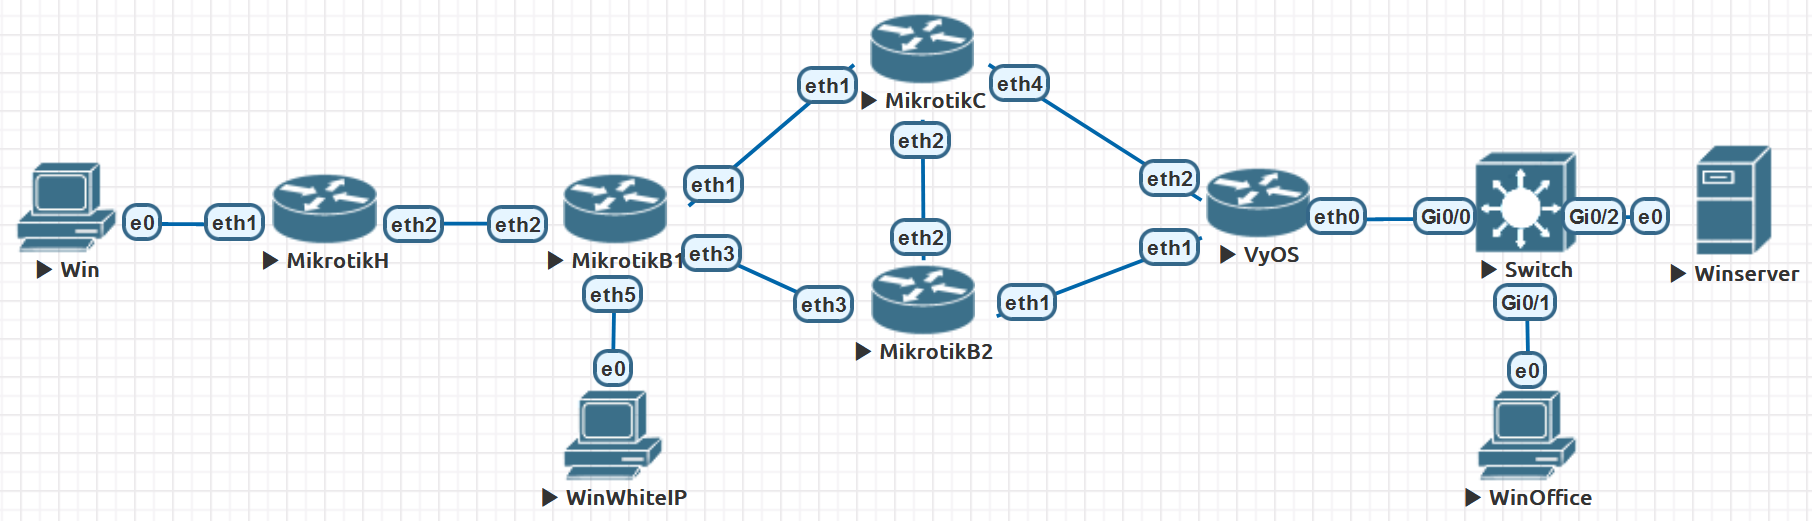 MikrotikC
eth1
eth4
eth2
eth1
eth2
e0
eth1
eth2
eth2
eth0
Gi0/0
Gi0/2
e0
Win
MikrotikH
MikrotikB1
eth3
eth2
eth1
VyOS
Switch
Winserver
eth5
eth3
eth1
Gi0/1
MikrotikB2
e0
e0
WinWhiteIP
WinOffice